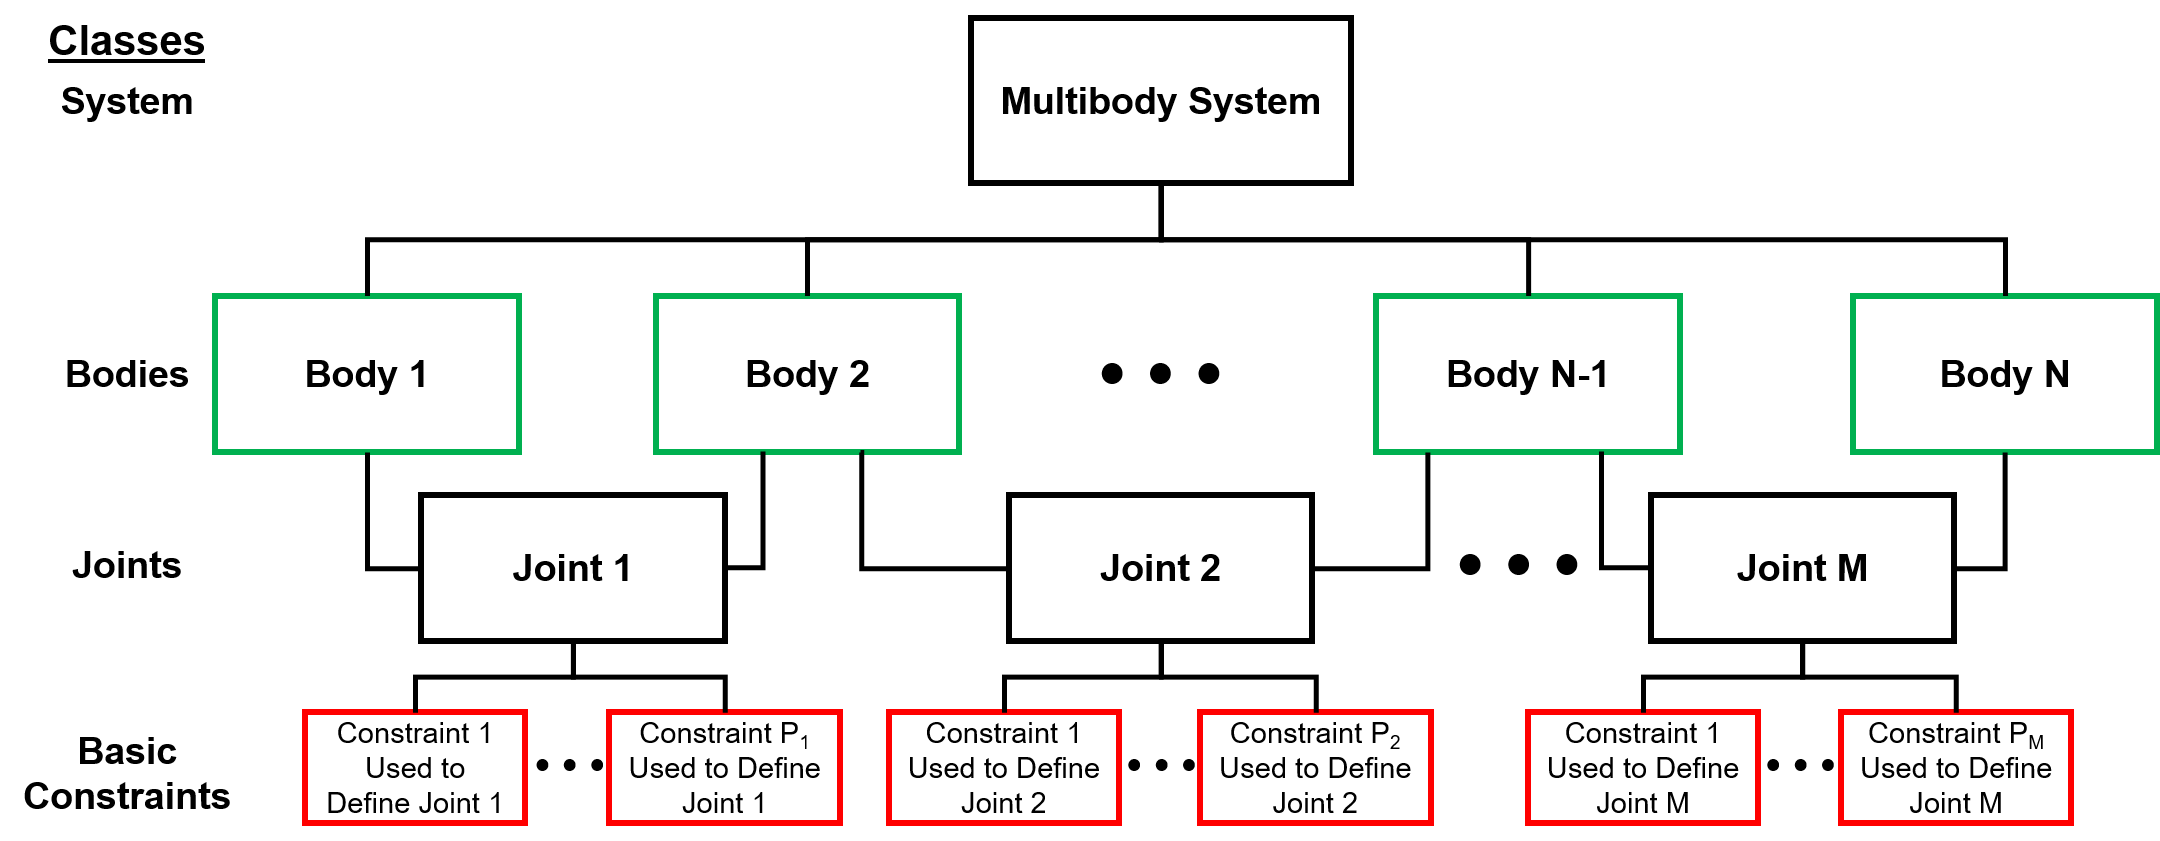 Classes
System
Multibody System
Bodies
Body 1
Body 2
• • •
Body N-1
Body N
Joints
Joint 1
Joint 2
• • •
Joint M
Basic
Constraints
Constraint 1
Used to
Define Joint 1
• • •
Constraint P₁
Used to Define
Joint 1
Constraint 1
Used to Define
Joint 2
• • •
Constraint P₂
Used to Define
Joint 2
Constraint 1
Used to Define
Joint M
• • •
Constraint P_M
Used to Define
Joint M